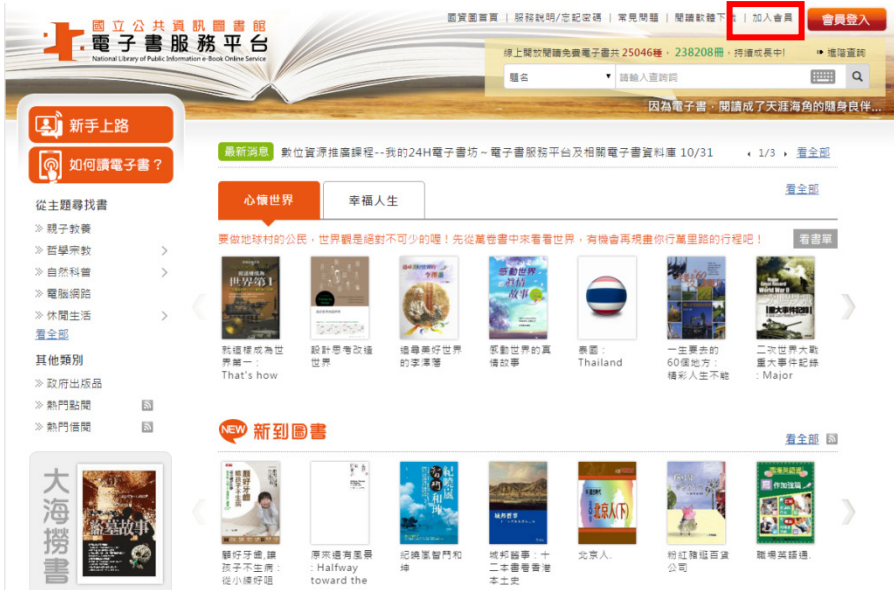 國立公共資訊圖書館
電子書服務平台
National Library of Public Information e-Book Online Service
國資圖首頁 | 服務說明/忘記密碼 | 常見問題 | 閱讀軟體下載 | 加入會員
會員登入
線上開放閱讀免費電子書共 25046種, 238208冊,持續成長中!
進階查詢
題名
請輸入查詢詞
因為電子書,閱讀成了天涯海角的隨身良伴...
新手上路
如何讀電子書?
最新消息 數位資源推廣課程--我的24H電子書坊~電子書服務平台及相關電子書資料庫 10/31
1/3
看全部
從主題尋找書
親子教養
哲學宗教
自然科普
電腦網路
休閒生活
看全部
其他類別
政府出版品
熱門點閱
熱門借閱
大海撈書
心懷世界
幸福人生
看全部
要做地球村的公民,世界觀是絕對不可少的喔!先從萬卷書中來看看世界,有機會再規畫你行萬里路的行程吧!
看書單
我這樣成為世
界第一:
That's how
設計思考改造
世界
追尋美好世界
的李澤藩
感動世界的真
情故事
泰國:
Thailand
一生要去的
60個地方:
精彩人生不能
二次世界大戰
重大事件記錄
: Major
NEW 新到圖書
看全部
顧好牙齒,讓
孩子不生病:
從小練好咀
原來還有風景
: Halfway
toward the
紀曉嵐智鬥和
珅
城邦舊事:十
二本書看香港
本土史
北京人.
粉紅豬逛百貨
公司
職場英語通.